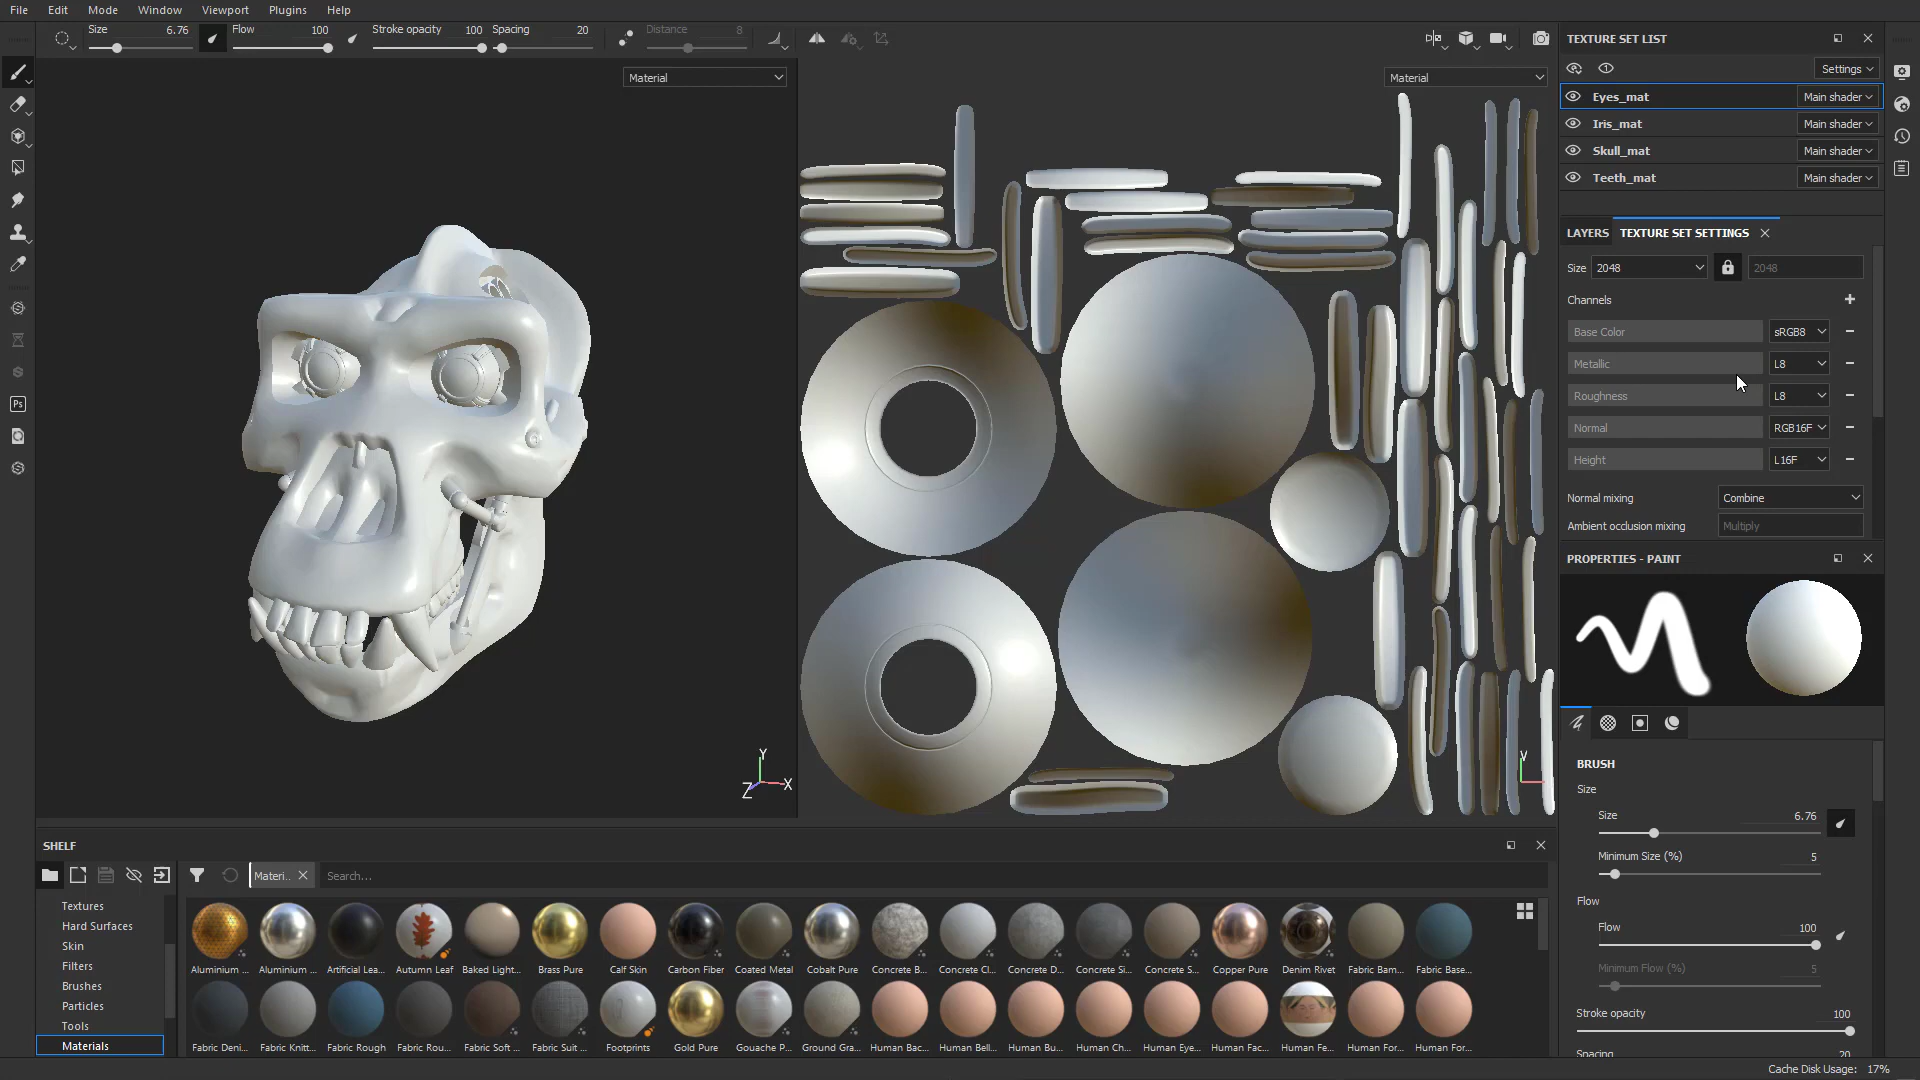 File Edit Mode Window Viewport Plugins Help
Size 6.76 Flow 100 Stroke opacity 100 Spacing 20 Distance 8
Material
Material
TEXTURE SET LIST
Settings
Eyes_mat Main shader
Iris_mat Main shader
Skull_mat Main shader
Teeth_mat Main shader
LAYERS TEXTURE SET SETTINGS
Size 2048 2048
Channels
Base Color sRGB8
Metallic L8
Roughness L8
Normal RGB16F
Height L16F
Normal mixing Combine
Ambient occlusion mixing Multiply
PROPERTIES - PAINT
BRUSH
Size
Size 6.76
Minimum Size (%) 5
Flow
Flow 100
Minimum Flow (%) 5
Stroke opacity 100
Spacing 20
Y
Z X
V
Ps
SHELF
Materi.. Search...
Textures
Hard Surfaces
Skin
Filters
Brushes
Particles
Tools
Materials
Aluminium ... Aluminium ... Artificial Lea... Autumn Leaf Baked Light... Brass Pure Calf Skin Carbon Fiber Coated Metal Cobalt Pure Concrete B... Concrete Cl... Concrete D... Concrete Si... Concrete S... Copper Pure Denim Rivet Fabric Bam... Fabric Base...
Fabric Deni... Fabric Knitt... Fabric Rough Fabric Rou... Fabric Soft ... Fabric Suit ... Footprints Gold Pure Gouache P... Ground Gra... Human Bac... Human Bell... Human Bu... Human Ch... Human Eye... Human Fac... Human Fe... Human For... Human For...
Cache Disk Usage: 17%